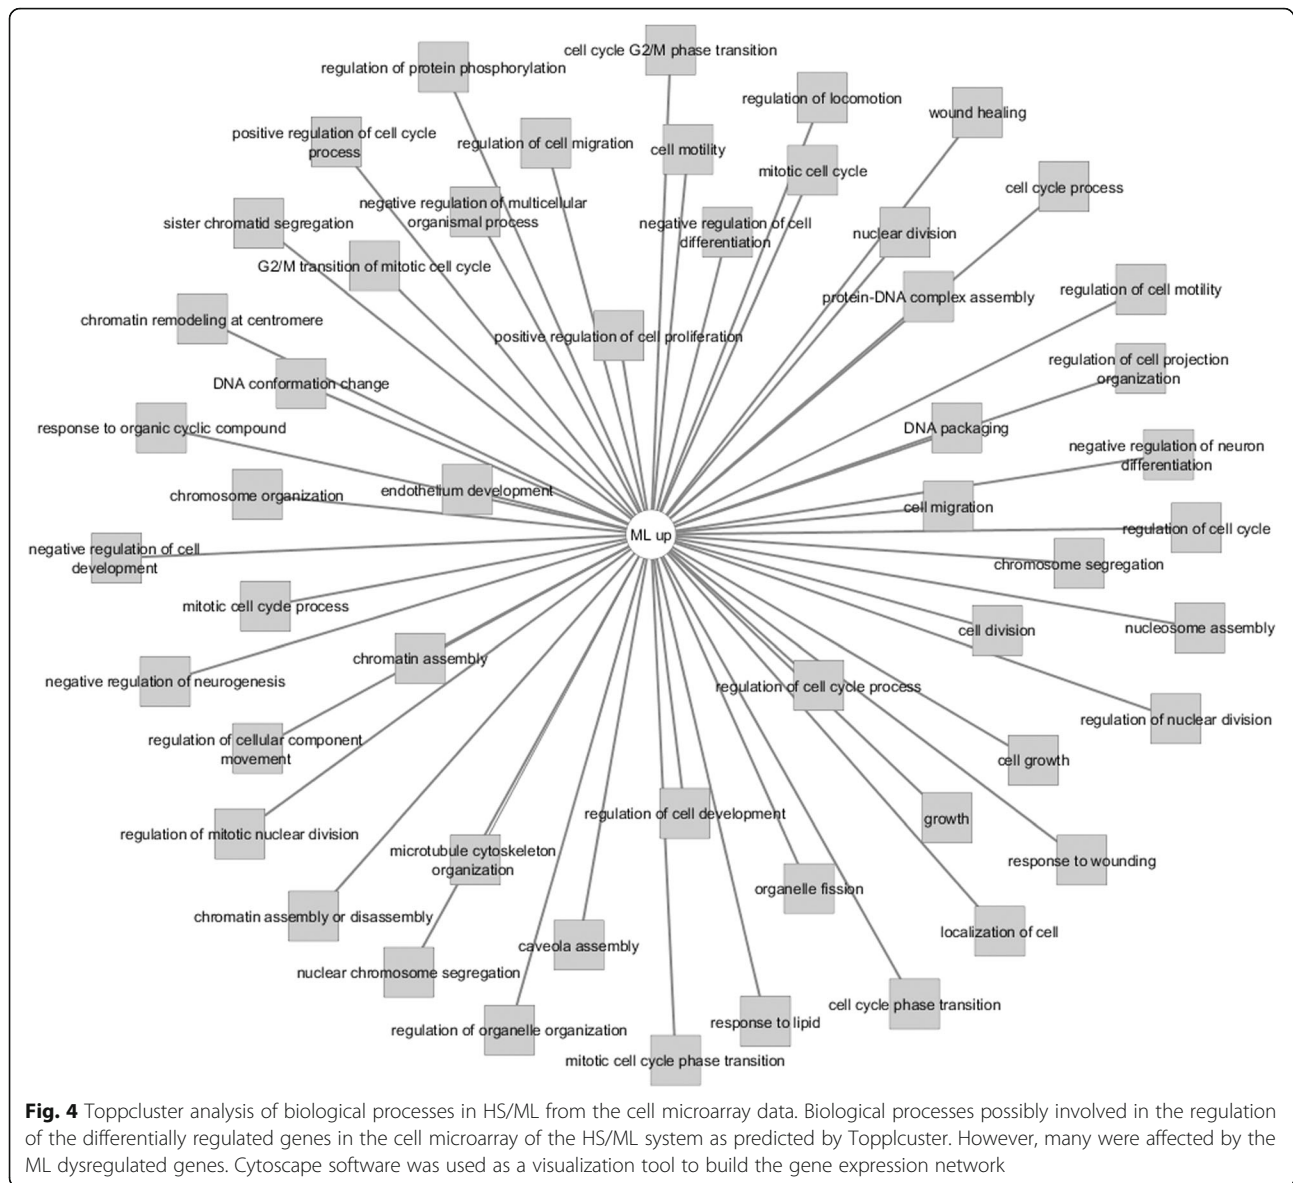 cell cycle G2/M phase transition
regulation of protein phosphorylation
regulation of locomotion
wound healing
positive regulation of cell cycle
process
regulation of cell migration
cell motility
mitotic cell cycle
cell cycle process
negative regulation of multicellular
organismal process
sister chromatid segregation
negative regulation of cell
differentiation
nuclear division
G2/M transition of mitotic cell cycle
protein-DNA complex assembly
regulation of cell motility
chromatin remodeling at centromere
positive regulation of cell proliferation
regulation of cell projection
organization
DNA conformation change
response to organic cyclic compound
DNA packaging
negative regulation of neuron
differentiation
chromosome organization
endothelium development
cell migration
ML up
regulation of cell cycle
negative regulation of cell
development
chromosome segregation
mitotic cell cycle process
cell division
nucleosome assembly
chromatin assembly
negative regulation of neurogenesis
regulation of cell cycle process
regulation of nuclear division
regulation of cellular component
movement
cell growth
regulation of mitotic nuclear division
regulation of cell development
growth
microtubule cytoskeleton
organization
response to wounding
organelle fission
chromatin assembly or disassembly
caveola assembly
localization of cell
nuclear chromosome segregation
cell cycle phase transition
regulation of organelle organization
response to lipid
mitotic cell cycle phase transition
Fig. 4 Toppcluster analysis of biological processes in HS/ML from the cell microarray data. Biological processes possibly involved in the regulation
of the differentially regulated genes in the cell microarray of the HS/ML system as predicted by Topplcuster. However, many were affected by the
ML dysregulated genes. Cytoscape software was used as a visualization tool to build the gene expression network